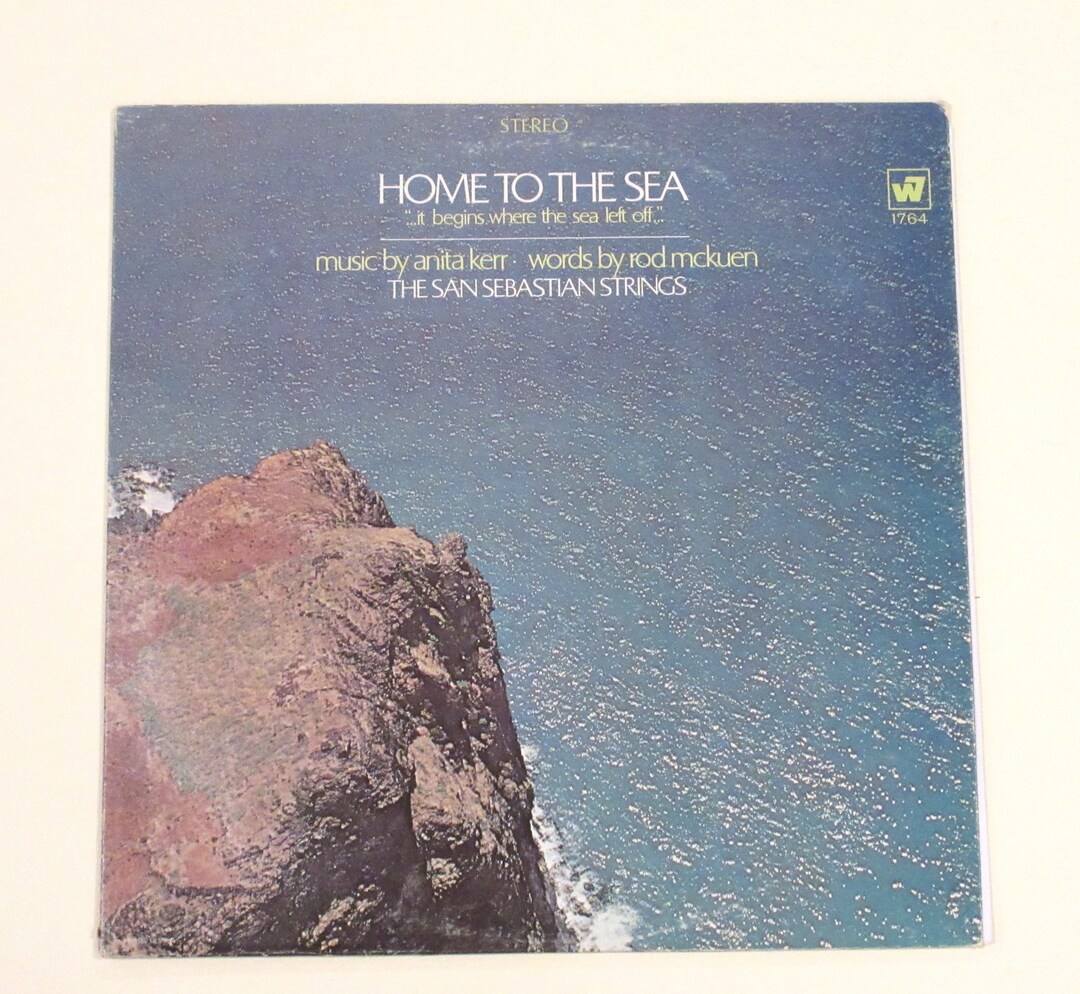 STEREO
HOME TO THE SEA
"...it begins where the sea left off..."
music by anita kerr · words by rod mckuen
THE SAN SEBASTIAN STRINGS
W7
1764